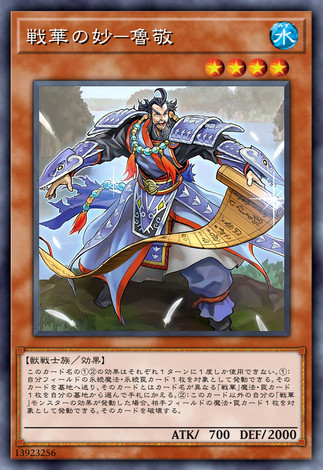 戦華の妙－魯敬
水
【獣戦士族／効果】
このカード名の①②の効果はそれぞれ１ターンに１度しか使用できない。①：
自分フィールドの永続魔法・永続罠カード１枚を対象として発動できる。そのカ
ードを墓地へ送り、そのカードとはカード名が異なる「戦華」魔法・罠カード
１枚を自分の墓地から選んで手札に加える。②：このカード以外の自分の「戦華
」モンスターの効果が発動した場合、相手フィールドの魔法・罠カード１枚を対
象として発動できる。そのカードを破壊する。
ATK/ 700 DEF/2000
13923256